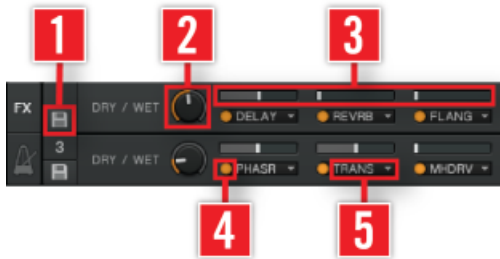 1 2 3
FX DRY / WET DELAY REVRB FLANG
3
DRY / WET PHASR TRANS MHDRV
4 5